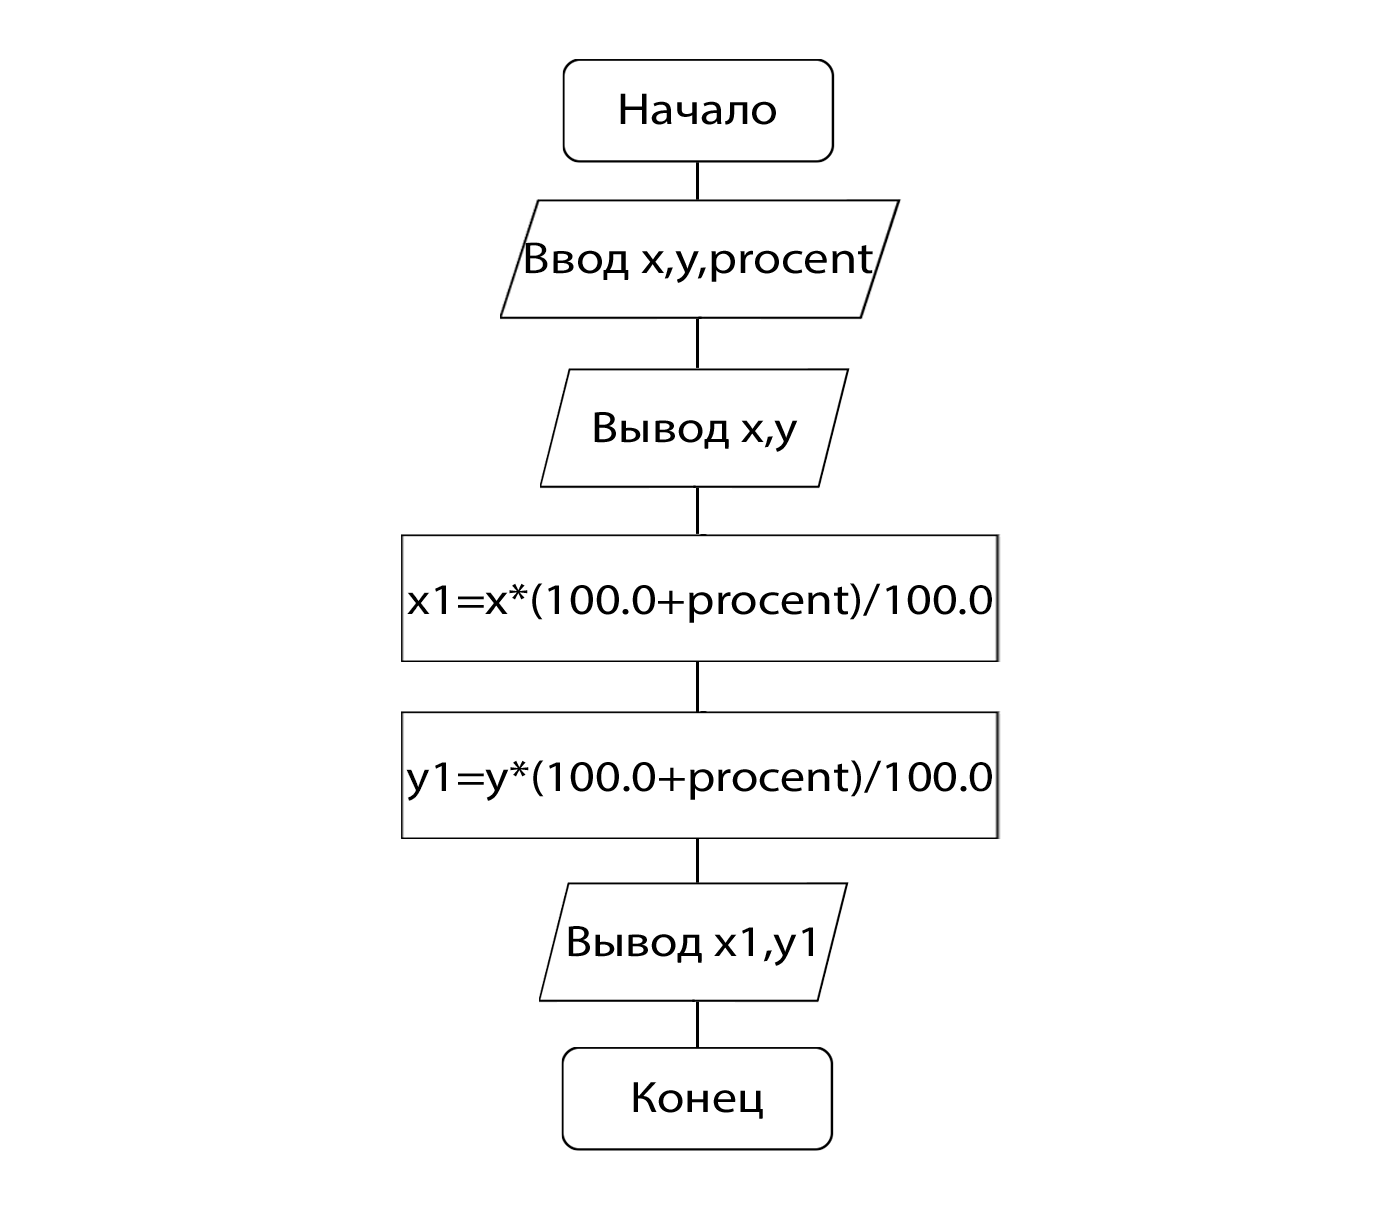 Начало
Ввод x,y,procent
Вывод x,y
x1=x*(100.0+procent)/100.0
y1=y*(100.0+procent)/100.0
Вывод x1,y1
Конец